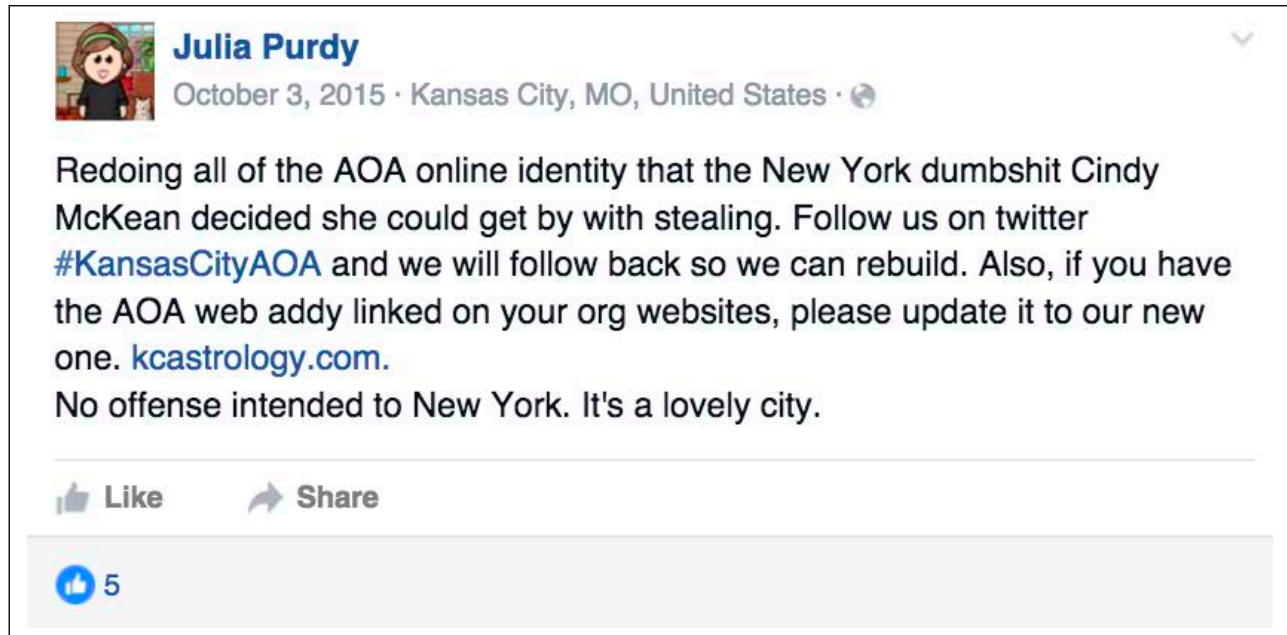 Julia Purdy
October 3, 2015 · Kansas City, MO, United States ·
Redoing all of the AOA online identity that the New York dumbshit Cindy
McKean decided she could get by with stealing. Follow us on twitter
#KansasCityAOA and we will follow back so we can rebuild. Also, if you have
the AOA web addy linked on your org websites, please update it to our new
one. kcastrology.com.
No offense intended to New York. It's a lovely city.
Like Share
5